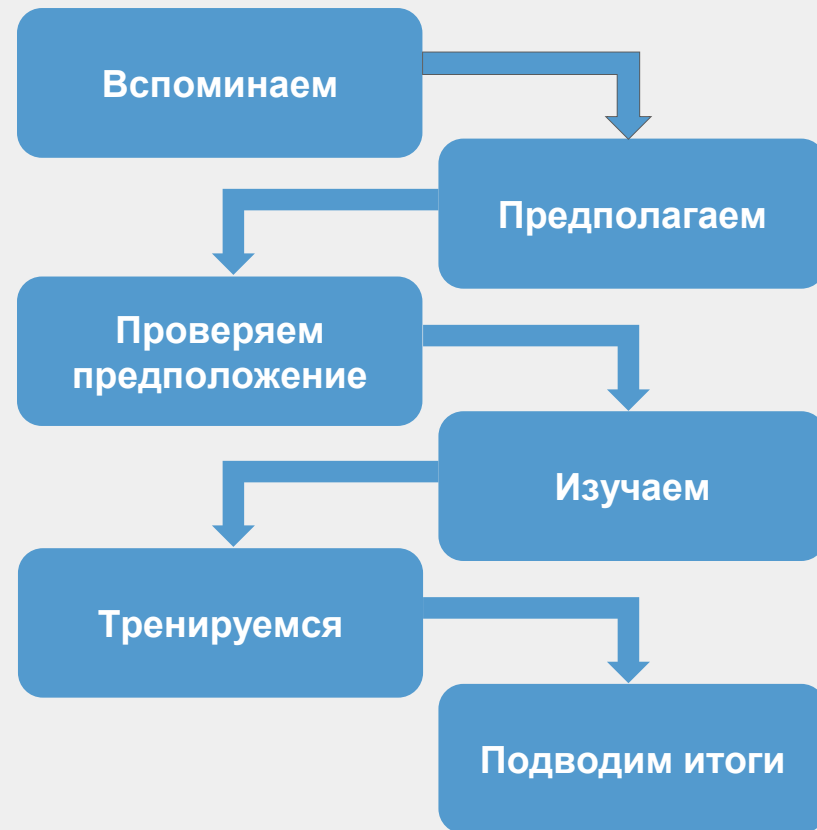 Вспоминаем
Предполагаем
Проверяем
предположение
Изучаем
Тренируемся
Подводим итоги